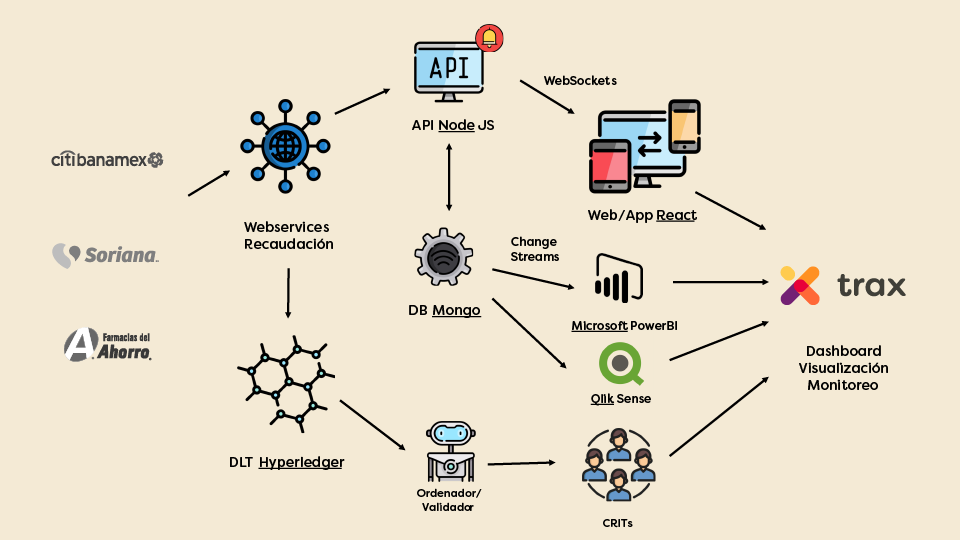 API
WebSockets
API Node JS
citibanamex
Web/App React
Webservices
Recaudación
Soriana.
Change
Streams
trax
DB Mongo
Microsoft PowerBI
A. Farmacias del
Ahorro.
Dashboard
Visualización
Monitoreo
Qlik Sense
DLT Hyperledger
Ordenador/
Validador
CRITs